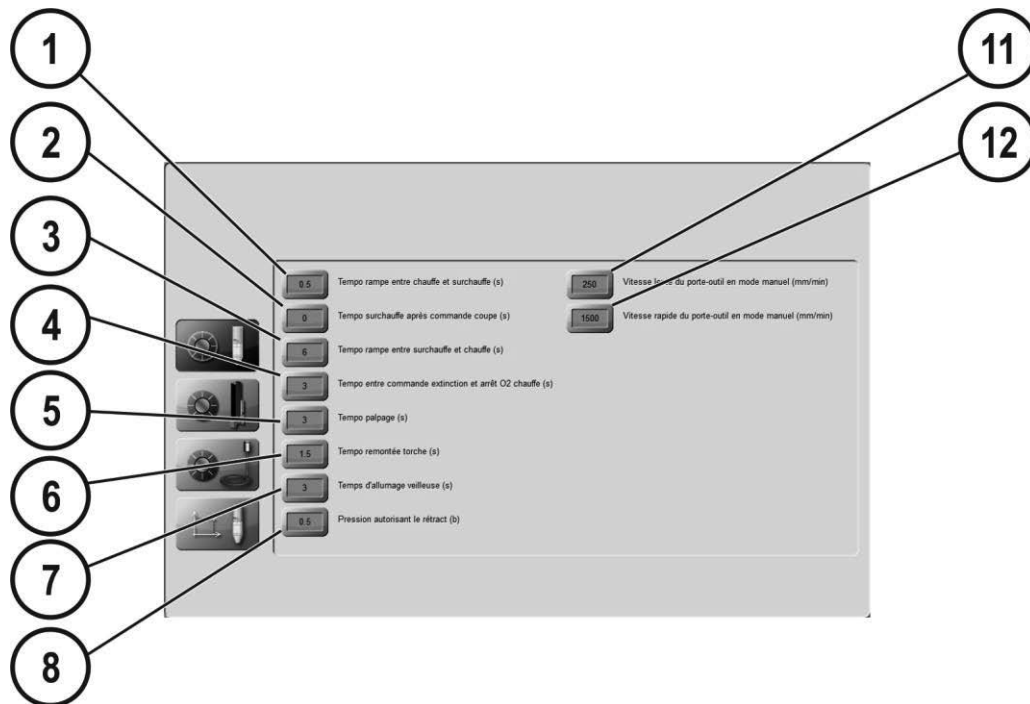 1
11
2
12
3
4
5
6
7
8
0.5 Tempo rampe entre chauffe et surchauffe (s)
0 Tempo surchauffe après commande coupe (s)
6 Tempo rampe entre surchauffe et chauffe (s)
3 Tempo entre commande extinction et arrêt O2 chauffe (s)
3 Tempo palpage (s)
1.5 Tempo remontée torche (s)
3 Temps d'allumage veilleuse (s)
0.5 Pression autorisant le rétract (b)
250 Vitesse lente du porte-outil en mode manuel (mm/min)
1500 Vitesse rapide du porte-outil en mode manuel (mm/min)